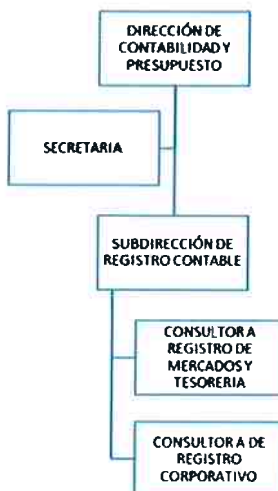 DIRECCIÓN DE
CONTABILIDAD Y
PRESUPUESTO
SECRETARIA
SUBDIRECCIÓN DE
REGISTRO CONTABLE
CONSULTOR A
REGISTRO DE
MERCADOS Y
TESORERIA
CONSULTOR A DE
REGISTRO
CORPORATIVO